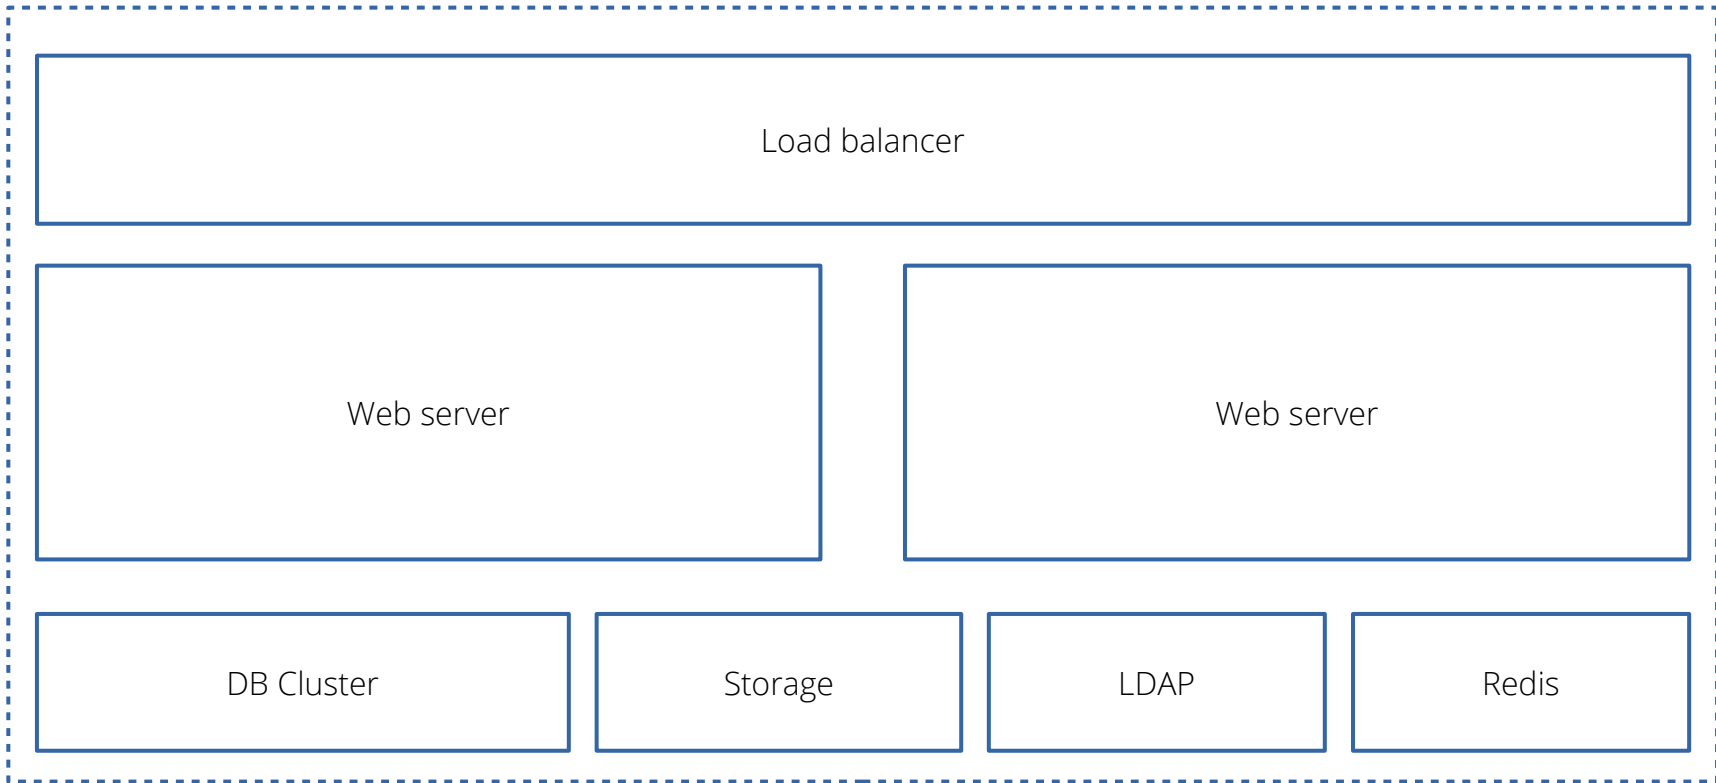 Load balancer
Web server
Web server
DB Cluster
Storage
LDAP
Redis